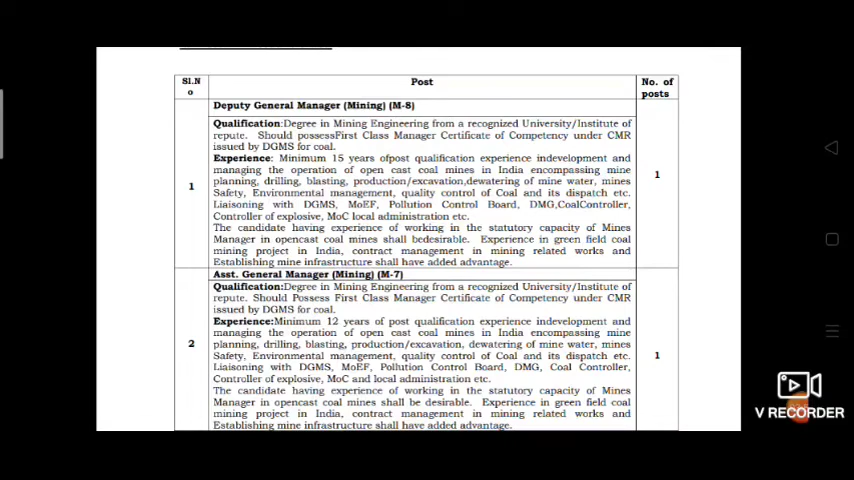 Sl.N
o
Post
No. of
posts
Deputy General Manager (Mining) (M-8)
Qualification:Degree in Mining Engineering from a recognized University/Institute of
repute. Should possessFirst Class Manager Certificate of Competency under CMR
issued by DGMS for coal.
Experience: Minimum 15 years ofpost qualification experience indevelopment and
managing the operation of open cast coal mines in India encompassing mine
planning, drilling, blasting, production/excavation,dewatering of mine water, mines
Safety, Environmental management, quality control of Coal and its dispatch etc.
Liaisoning with DGMS, MoEF, Pollution Control Board, DMG,CoalController,
Controller of explosive, MoC local administration etc.
The candidate having experience of working in the statutory capacity of Mines
Manager in opencast coal mines shall bedesirable. Experience in green field coal
mining project in India, contract management in mining related works and
Establishing mine infrastructure shall have added advantage.
1
1
Asst. General Manager (Mining) (M-7)
Qualification:Degree in Mining Engineering from a recognized University/Institute of
repute. Should Possess First Class Manager Certificate of Competency under CMR
issued by DGMS for coal.
Experience:Minimum 12 years of post qualification experience indevelopment and
managing the operation of open cast coal mines in India encompassing mine
planning, drilling, blasting, production/excavation, dewatering of mine water, mines
Safety, Environmental management, quality control of Coal and its dispatch etc.
Liaisoning with DGMS, MoEF, Pollution Control Board, DMG, Coal Controller,
Controller of explosive, MoC and local administration etc.
The candidate having experience of working in the statutory capacity of Mines
Manager in opencast coal mines shall be desirable. Experience in green field coal
mining project in India, contract management in mining related works and
Establishing mine infrastructure shall have added advantage.
2
1
V RECORDER